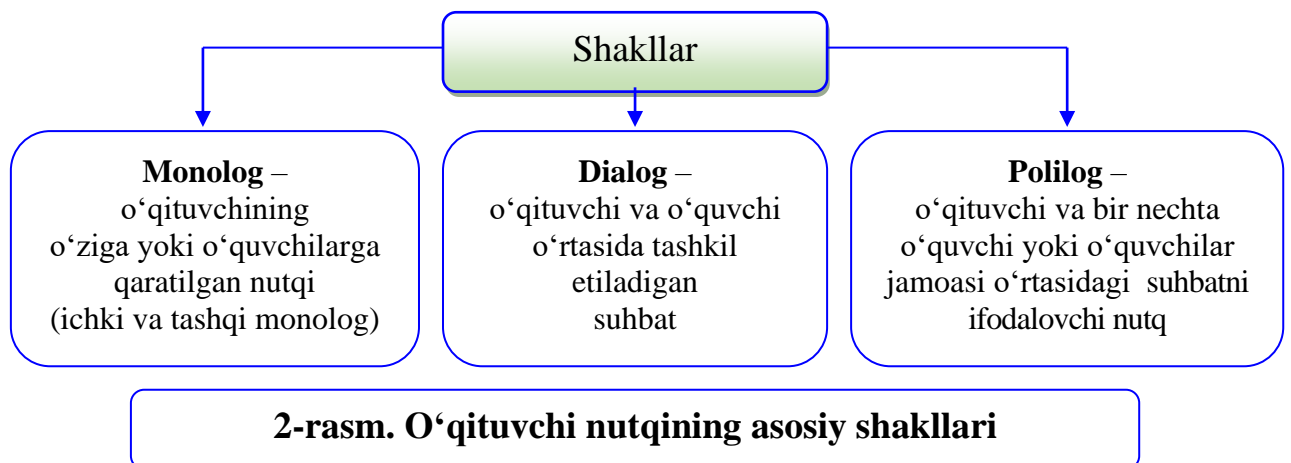 Shakllar
Monolog –
o‘qituvchining
o‘ziga yoki o‘quvchilarga
qaratilgan nutqi
(ichki va tashqi monolog)
Dialog –
o‘qituvchi va o‘quvchi
o‘rtasida tashkil
etiladigan
suhbat
Polilog –
o‘qituvchi va bir nechta
o‘quvchi yoki o‘quvchilar
jamoasi o‘rtasidagi suhbatni
ifodalovchi nutq
2-rasm. O‘qituvchi nutqining asosiy shakllari